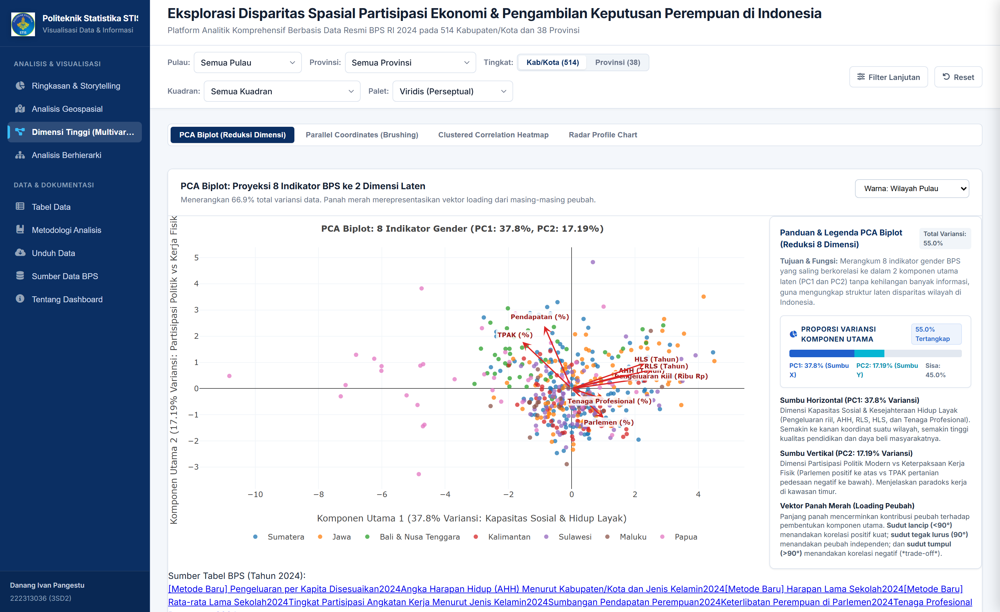 Politeknik Statistika STIS
Visualisasi Data & Informasi
ANALISIS & VISUALISASI
Ringkasan & Storytelling
Analisis Geospasial
Dimensi Tinggi (Multivar...
Analisis Berhierarki
DATA & DOKUMENTASI
Tabel Data
Metodologi Analisis
Unduh Data
Sumber Data BPS
Tentang Dashboard
Danang Ivan Pangestu
222313036 (3SD2)
Eksplorasi Disparitas Spasial Partisipasi Ekonomi & Pengambilan Keputusan Perempuan di Indonesia
Platform Analitik Komprehensif Berbasis Data Resmi BPS RI 2024 pada 514 Kabupaten/Kota dan 38 Provinsi
Pulau: Semua Pulau Provinsi: Semua Provinsi Tingkat: Kab/Kota (514) Provinsi (38)
Kuadran: Semua Kuadran Palet: Viridis (Perseptual)
Filter Lanjutan Reset
PCA Biplot (Reduksi Dimensi) Parallel Coordinates (Brushing) Clustered Correlation Heatmap Radar Profile Chart
PCA Biplot: Proyeksi 8 Indikator BPS ke 2 Dimensi Laten
Menerangkan 66.9% total variansi data. Panah merah merepresentasikan vektor loading dari masing-masing peubah.
Warna: Wilayah Pulau
PCA Biplot: 8 Indikator Gender (PC1: 37.8%, PC2: 17.19%)
Komponen Utama 2 (17.19% Variansi: Partisipasi Politik vs Kerja Fisik
5
4
3
2
1
0
−1
−2
−3
Pendapatan (%)
TPAK (%)
HLS (Tahun)
RLS (Tahun)
AHH (Tahun)
Pengeluaran Riil (Ribu Rp)
Tenaga Profesional (%)
Parlemen (%)
−10 −8 −6 −4 −2 0 2 4
Komponen Utama 1 (37.8% Variansi: Kapasitas Sosial & Hidup Layak)
Sumatera Jawa Bali & Nusa Tenggara Kalimantan Sulawesi Maluku Papua
Panduan & Legenda PCA Biplot
(Reduksi 8 Dimensi)
Total Variansi:
55.0%
Tujuan & Fungsi: Merangkum 8 indikator gender BPS
yang saling berkorelasi ke dalam 2 komponen utama
laten (PC1 dan PC2) tanpa kehilangan banyak informasi,
guna mengungkap struktur laten disparitas wilayah di
Indonesia.
PROPORSI VARIANSI
KOMPONEN UTAMA
55.0%
Tertangkap
PC1: 37.8% (Sumbu
X)
PC2: 17.19% (Sumbu
Y)
Sisa:
45.0%
Sumbu Horizontal (PC1: 37.8% Variansi)
Dimensi Kapasitas Sosial & Kesejahteraan Hidup Layak
(Pengeluaran riil, AHH, RLS, HLS, dan Tenaga Profesional).
Semakin ke kanan koordinat suatu wilayah, semakin tinggi
kualitas pendidikan dan daya beli masyarakatnya.
Sumbu Vertikal (PC2: 17.19% Variansi)
Dimensi Partisipasi Politik Modern vs Keterpaksaan Kerja
Fisik (Parlemen positif ke atas vs TPAK pertanian
pedesaan negatif ke bawah). Menjelaskan paradoks kerja
di kawasan timur.
Vektor Panah Merah (Loading Peubah)
Panjang panah mencerminkan kontribusi peubah terhadap
pembentukan komponen utama. Sudut lancip (<90°)
menandakan korelasi positif kuat; sudut tegak lurus (90°)
menandakan peubah independen; dan sudut tumpul
(>90°) menandakan korelasi negatif (*trade-off*).
Sumber Tabel BPS (Tahun 2024):
[Metode Baru] Pengeluaran per Kapita Disesuaikan2024Angka Harapan Hidup (AHH) Menurut Kabupaten/Kota dan Jenis Kelamin2024[Metode Baru] Harapan Lama Sekolah2024[Metode Baru]
Rata-rata Lama Sekolah2024Tingkat Partisipasi Angkatan Kerja Menurut Jenis Kelamin2024Sumbangan Pendapatan Perempuan2024Keterlibatan Perempuan di Parlemen2024Tenaga Profesional